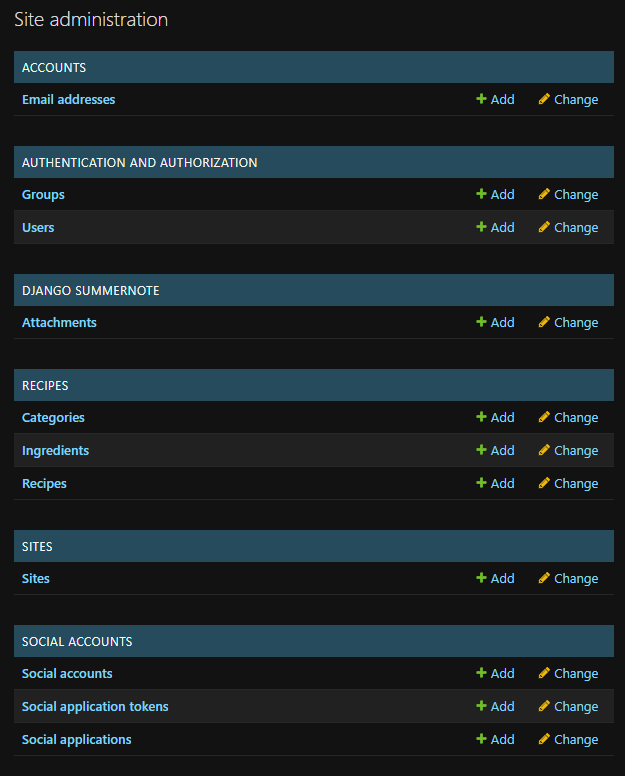 Site administration
ACCOUNTS
Email addresses Add Change
AUTHENTICATION AND AUTHORIZATION
Groups Add Change
Users Add Change
DJANGO SUMMERNOTE
Attachments Add Change
RECIPES
Categories Add Change
Ingredients Add Change
Recipes Add Change
SITES
Sites Add Change
SOCIAL ACCOUNTS
Social accounts Add Change
Social application tokens Add Change
Social applications Add Change